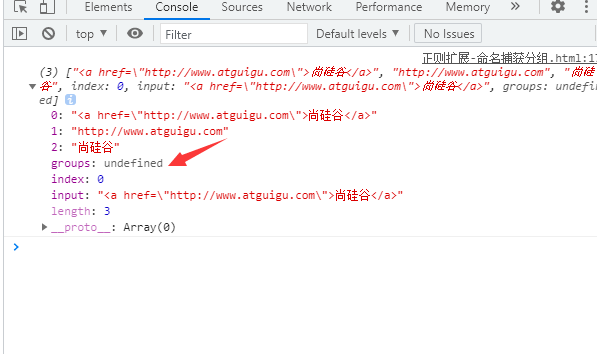 Elements Console Sources Network Performance Memory »
top ▼ Filter Default levels ▼ No Issues
正则扩展-命名捕获分组.html:17
(3) ["<a href=\"http://www.atguigu.com\">尚硅谷</a>", "http://www.atguigu.com", "尚硅
谷", index: 0, input: "<a href=\"http://www.atguigu.com\">尚硅谷</a>", groups: undefin
ed]
0: "<a href=\"http://www.atguigu.com\">尚硅谷</a>"
1: "http://www.atguigu.com"
2: "尚硅谷"
groups: undefined
index: 0
input: "<a href=\"http://www.atguigu.com\">尚硅谷</a>"
length: 3
__proto__: Array(0)